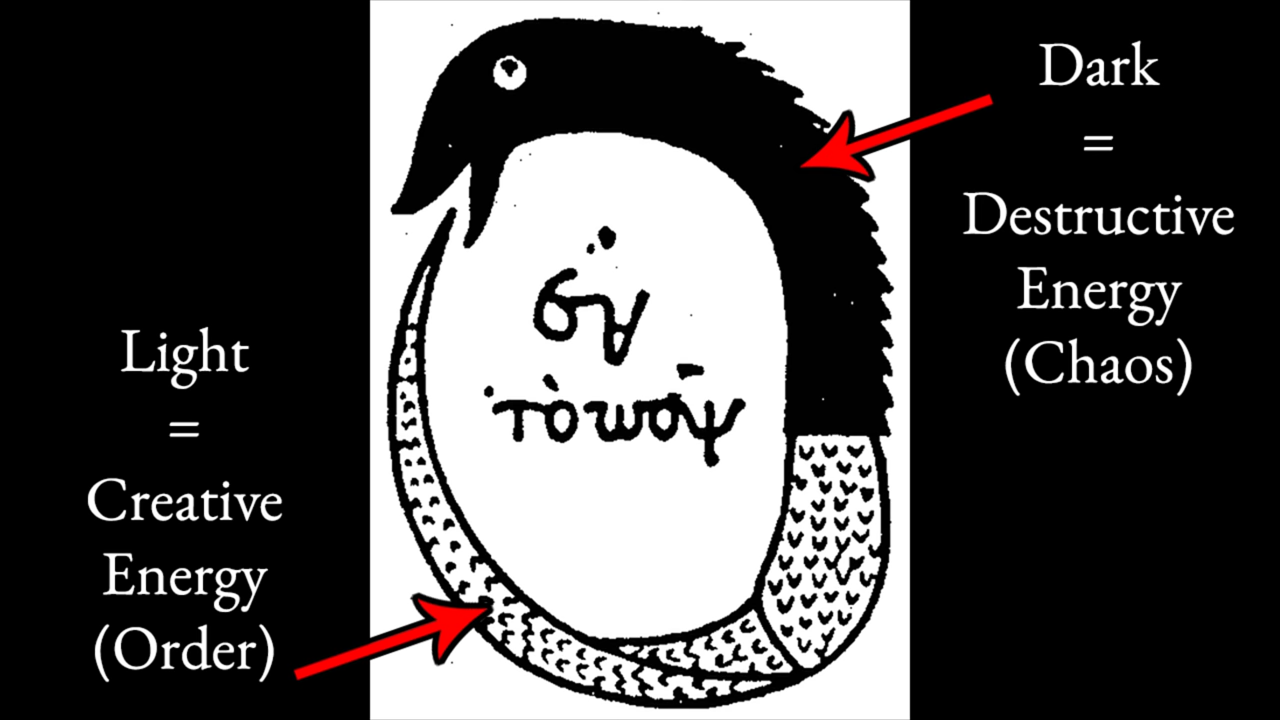 Light
=
Creative
Energy
(Order)
ἓν
τὸ πᾶν
Dark
=
Destructive
Energy
(Chaos)